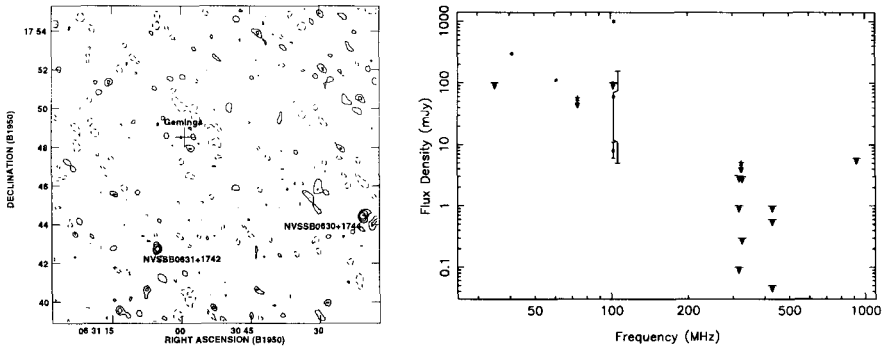 17 54
52
50
48
46
44
42
40
DECLINATION (B1950)
Geminga
NVSSB0630+1744
NVSSB0631+1742
06 31 15
00
30 45
30
RIGHT ASCENSION (B1950)
1000
100
10
1
0.1
Flux Density (mJy)
50
100
200
500
1000
Frequency (MHz)